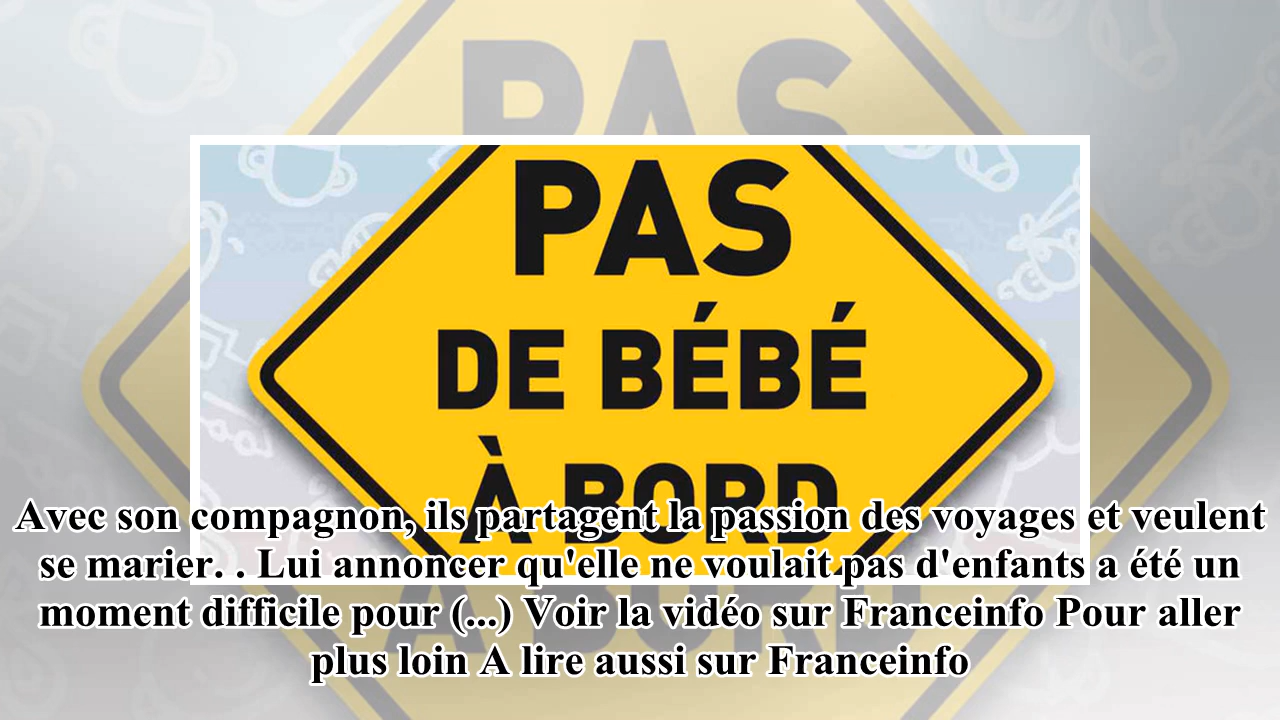 PAS
DE BÉBÉ
À BORD
Avec son compagnon, ils partagent la passion des voyages et veulent
se marier. . Lui annoncer qu'elle ne voulait pas d'enfants a été un
moment difficile pour (...) Voir la vidéo sur Franceinfo Pour aller
plus loin A lire aussi sur Franceinfo